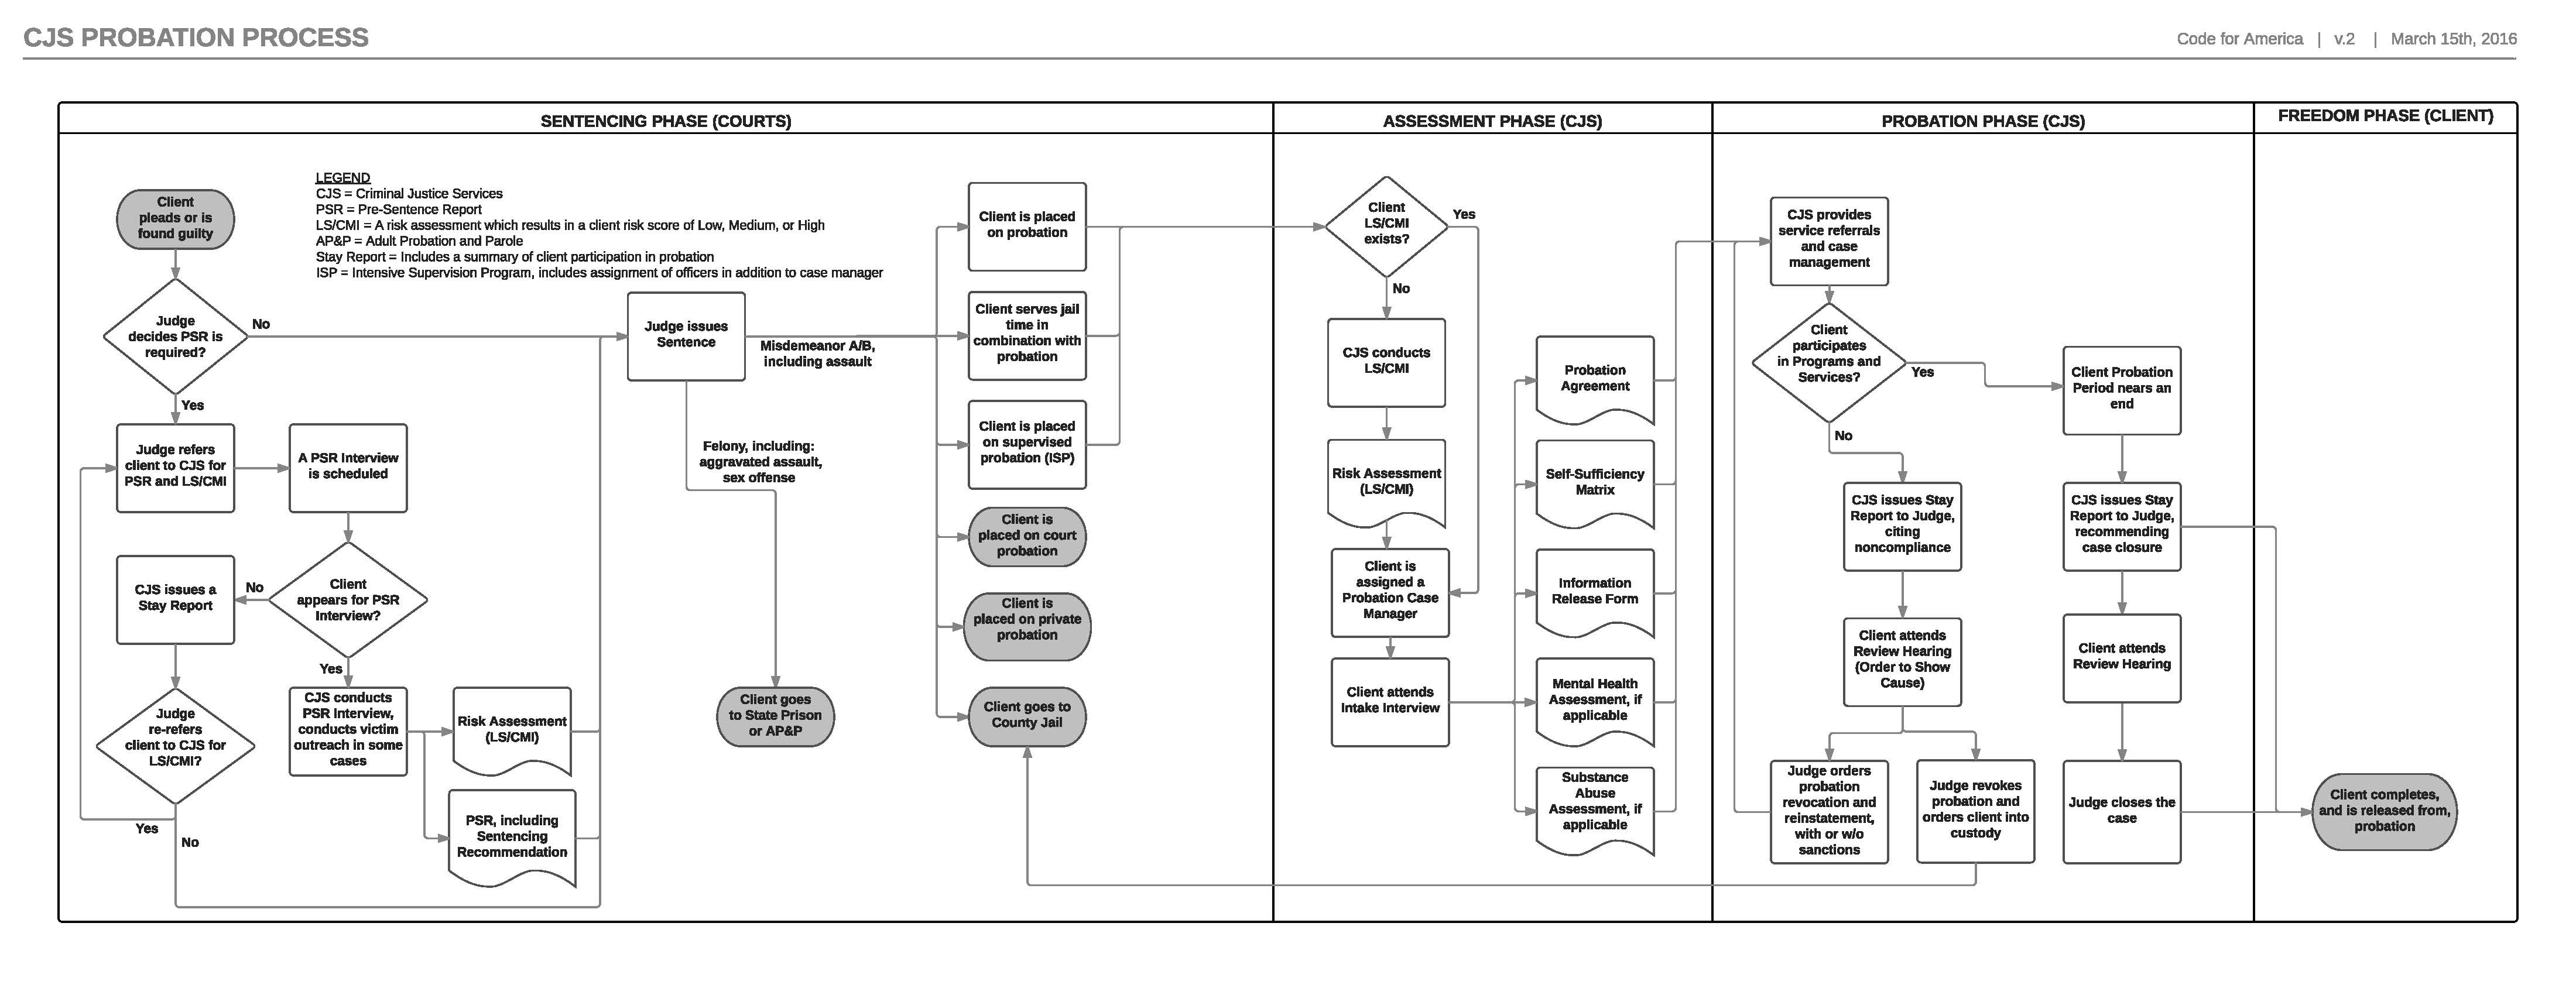 CJS PROBATION PROCESS
Code for America | v.2 | March 15th, 2016
SENTENCING PHASE (COURTS)
ASSESSMENT PHASE (CJS)
PROBATION PHASE (CJS)
FREEDOM PHASE (CLIENT)
LEGEND
CJS = Criminal Justice Services
PSR = Pre-Sentence Report
LS/CMI = A risk assessment which results in a client risk score of Low, Medium, or High
AP&P = Adult Probation and Parole
Stay Report = Includes a summary of client participation in probation
ISP = Intensive Supervision Program, includes assignment of officers in addition to case manager
Client
pleads or is
found guilty
Judge
decides PSR is
required?
No
Yes
Judge refers
client to CJS for
PSR and LS/CMI
A PSR Interview
is scheduled
Client
appears for PSR
Interview?
No
CJS issues a
Stay Report
Judge
re-refers
client to CJS for
LS/CMI?
Yes
No
Yes
CJS conducts
PSR Interview,
conducts victim
outreach in some
cases
Risk Assessment
(LS/CMI)
PSR, including
Sentencing
Recommendation
Judge issues
Sentence
Misdemeanor A/B,
including assault
Felony, including:
aggravated assault,
sex offense
Client goes
to State Prison
or AP&P
Client is placed
on probation
Client serves jail
time in
combination with
probation
Client is placed
on supervised
probation (ISP)
Client is
placed on court
probation
Client is
placed on private
probation
Client goes to
County Jail
Client
LS/CMI
exists?
Yes
No
CJS conducts
LS/CMI
Risk Assessment
(LS/CMI)
Client is
assigned a
Probation Case
Manager
Client attends
Intake Interview
Probation
Agreement
Self-Sufficiency
Matrix
Information
Release Form
Mental Health
Assessment, if
applicable
Substance
Abuse
Assessment, if
applicable
CJS provides
service referrals
and case
management
Client
participates
in Programs and
Services?
Yes
No
CJS issues Stay
Report to Judge,
citing
noncompliance
Client attends
Review Hearing
(Order to Show
Cause)
Judge orders
probation
revocation and
reinstatement,
with or w/o
sanctions
Judge revokes
probation and
orders client into
custody
Client Probation
Period nears an
end
CJS issues Stay
Report to Judge,
recommending
case closure
Client attends
Review Hearing
Judge closes the
case
Client completes,
and is released from,
probation